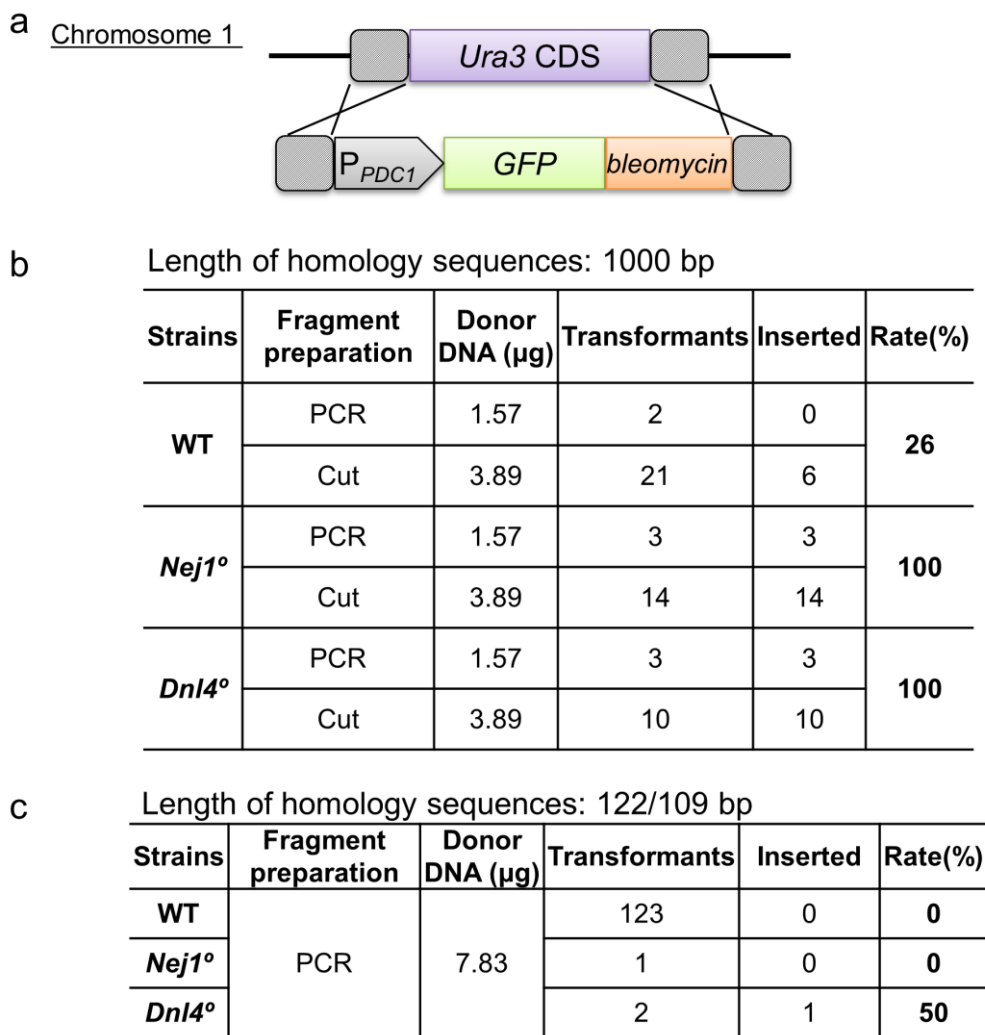 a
Chromosome 1
Ura3 CDS
P_PDC1 GFP bleomycin
b
Length of homology sequences: 1000 bp
Strains Fragment preparation Donor DNA (µg) Transformants Inserted Rate(%)
WT PCR 1.57 2 0 26
Cut 3.89 21 6
Nej1º PCR 1.57 3 3 100
Cut 3.89 14 14
Dnl4º PCR 1.57 3 3 100
Cut 3.89 10 10
c
Length of homology sequences: 122/109 bp
Strains Fragment preparation Donor DNA (µg) Transformants Inserted Rate(%)
WT PCR 7.83 123 0 0
Nej1º 1 0 0
Dnl4º 2 1 50